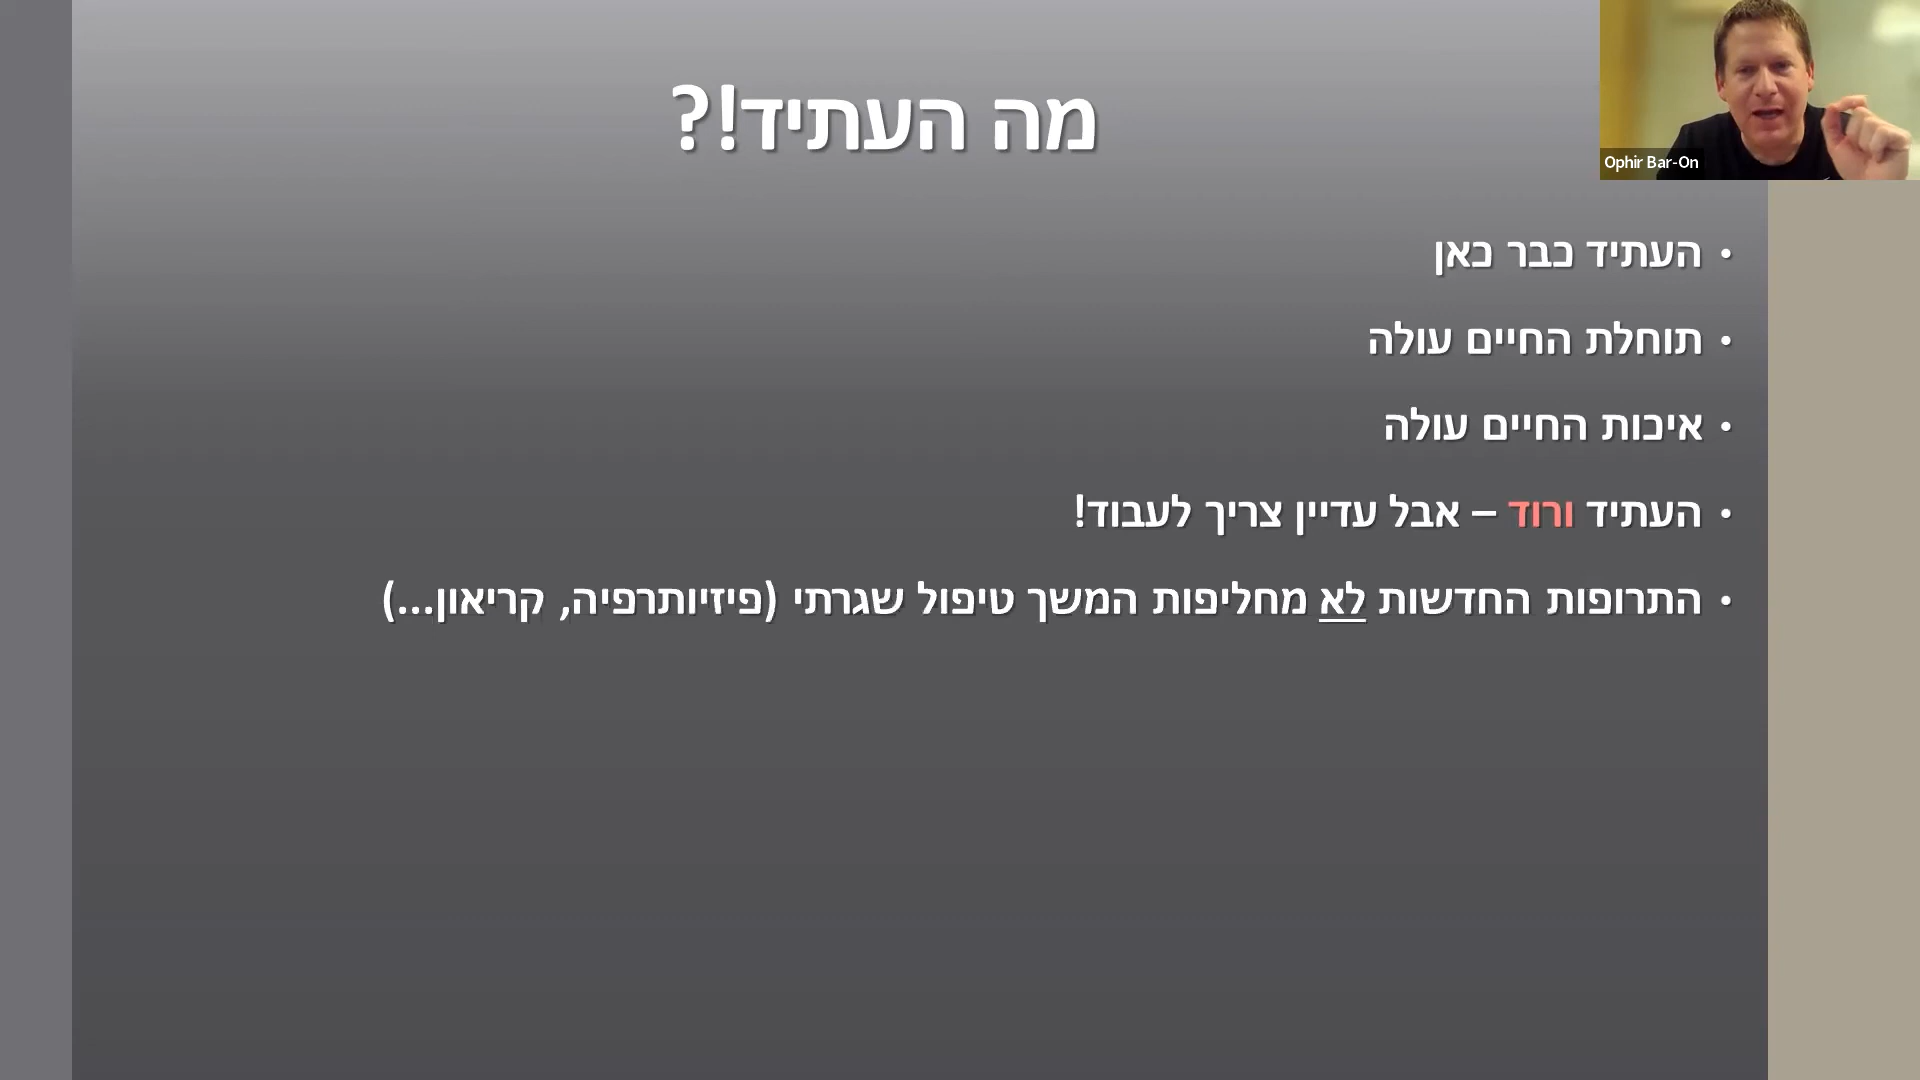 מה העתיד!?
Ophir Bar-On
• העתיד כבר כאן
• תוחלת החיים עולה
• איכות החיים עולה
• העתיד ורוד – אבל עדיין צריך לעבוד!
• התרופות החדשות לא מחליפות המשך טיפול שגרתי (פיזיותרפיה, קריאון...)